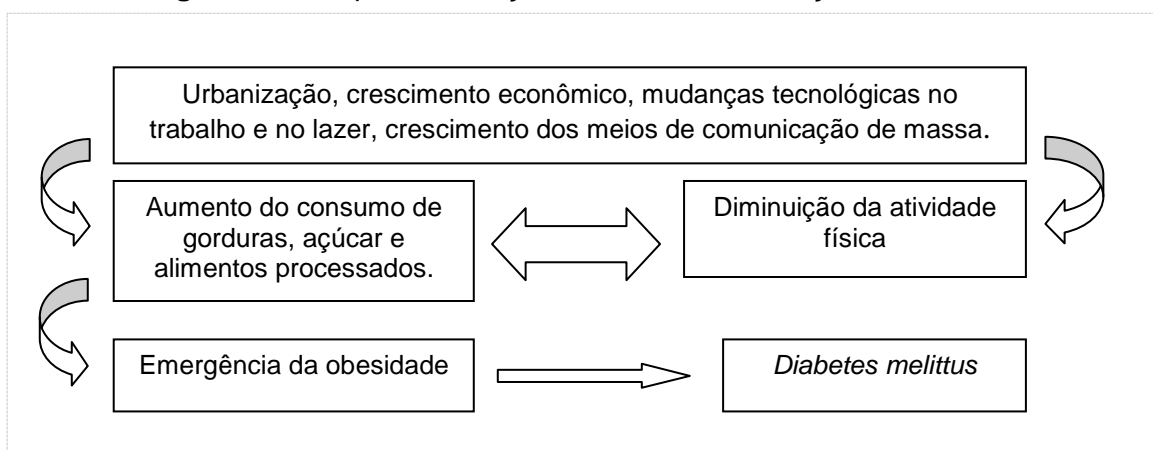 Urbanização, crescimento econômico, mudanças tecnológicas no
trabalho e no lazer, crescimento dos meios de comunicação de massa.
Aumento do consumo de
gorduras, açúcar e
alimentos processados.
Diminuição da atividade
física
Emergência da obesidade
Diabetes melittus